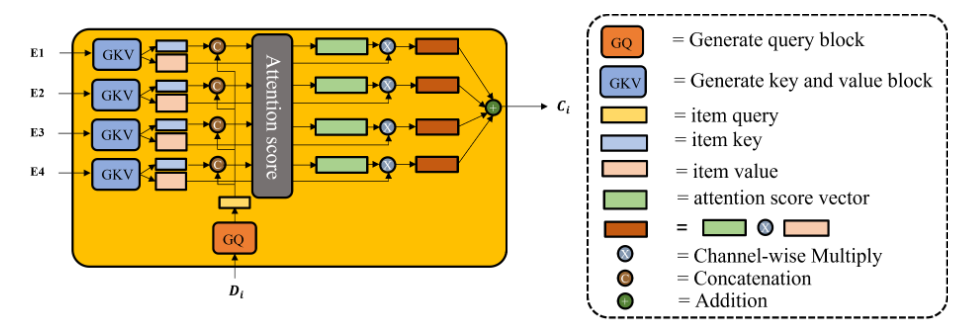 E1
GKV
C
X
E2
GKV
C
X
E3
GKV
C
X
E4
GKV
C
X
Attention score
+
C_i
GQ
D_i
GQ = Generate query block
GKV = Generate key and value block
= item query
= item key
= item value
= attention score vector
= X
X = Channel-wise Multiply
C = Concatenation
+ = Addition